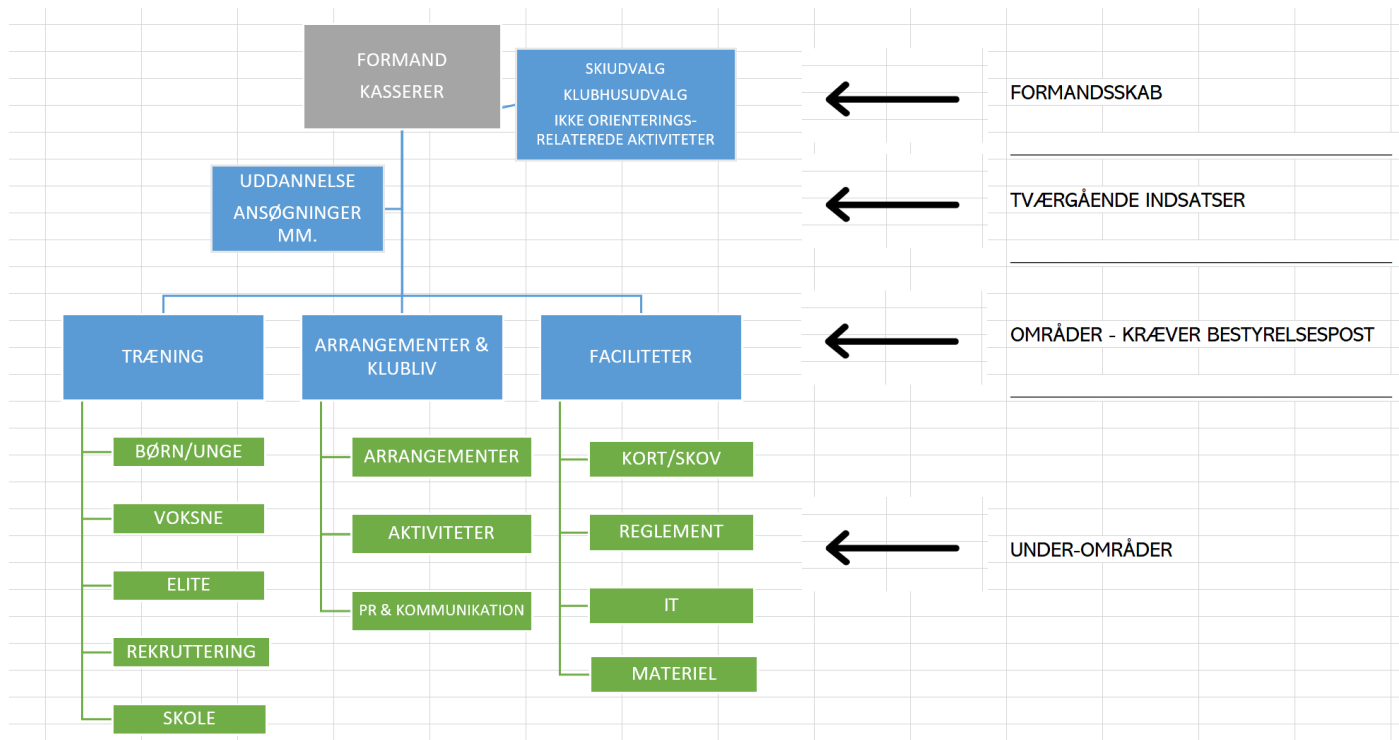 FORMAND
KASSERER
SKIUDVALG
KLUBHUSUDVALG
IKKE ORIENTERINGS-
RELATEREDE AKTIVITETER
FORMANDSSKAB
UDDANNELSE
ANSØGNINGER
MM.
TVÆRGÅENDE INDSATSER
TRÆNING
ARRANGEMENTER &
KLUBLIV
FACILITETER
OMRÅDER - KRÆVER BESTYRELSESPOST
BØRN/UNGE
VOKSNE
ELITE
REKRUTTERING
SKOLE
ARRANGEMENTER
AKTIVITETER
PR & KOMMUNIKATION
KORT/SKOV
REGLEMENT
IT
MATERIEL
UNDER-OMRÅDER